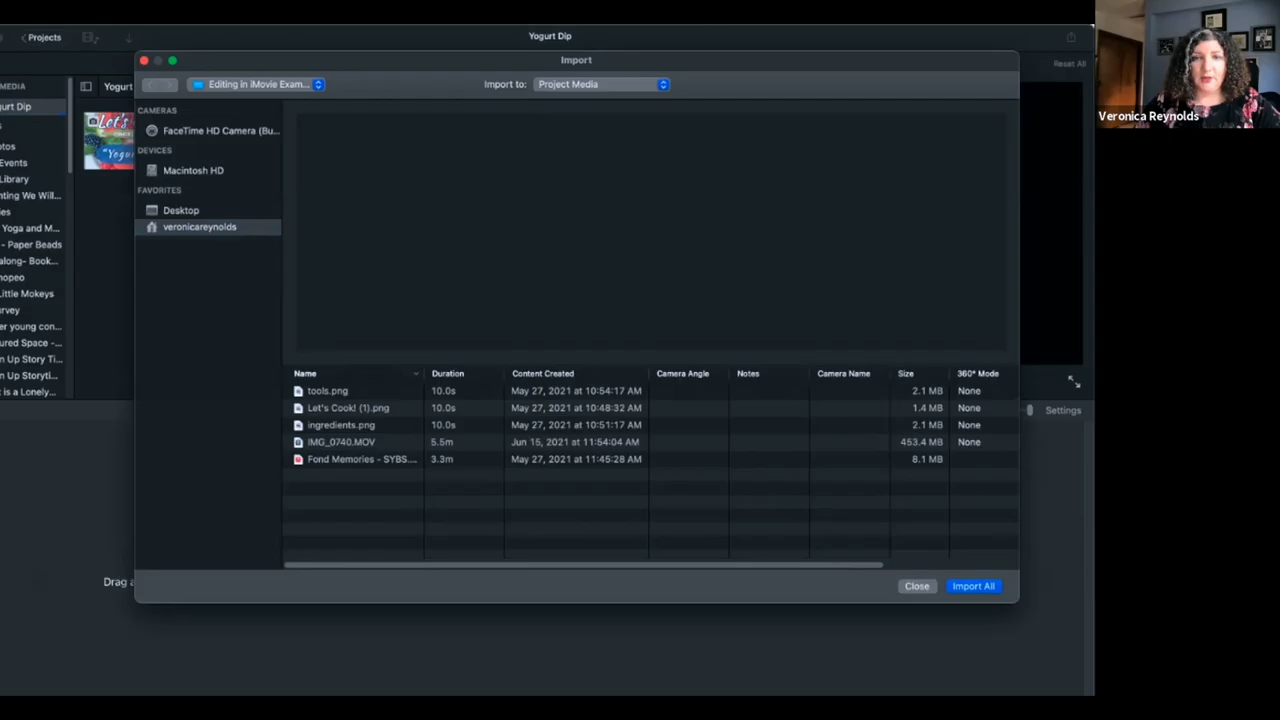 Projects
Yogurt Dip
Import
MEDIA
Yogurt
Editing in iMovie Exam...
Import to:
Project Media
Reset All
gurt Dip
CAMERAS
Let's
FaceTime HD Camera (Bu...
Veronica Reynolds
"Yogu
otos
DEVICES
Events
Macintosh HD
Library
FAVORITES
nting We Will...
Desktop
ies
veronicareynolds
Yoga and M...
- Paper Beads
along- Book...
nopeo
Little Mokeys
rvey
er young con...
ured Space -...
n Up Story Ti...
n Up Storyti...
t is a Lonely...
Name Duration Content Created Camera Angle Notes Camera Name Size 360° Mode
tools.png 10.0s May 27, 2021 at 10:54:17 AM 2.1 MB None
Let's Cook! (1).png 10.0s May 27, 2021 at 10:48:32 AM 1.4 MB None
Settings
ingredients.png 10.0s May 27, 2021 at 10:51:17 AM 2.1 MB None
IMG_0740.MOV 5.5m Jun 15, 2021 at 11:54:04 AM 453.4 MB None
Fond Memories - SYBS.... 3.3m May 27, 2021 at 11:45:28 AM 8.1 MB
Drag a
Close
Import All